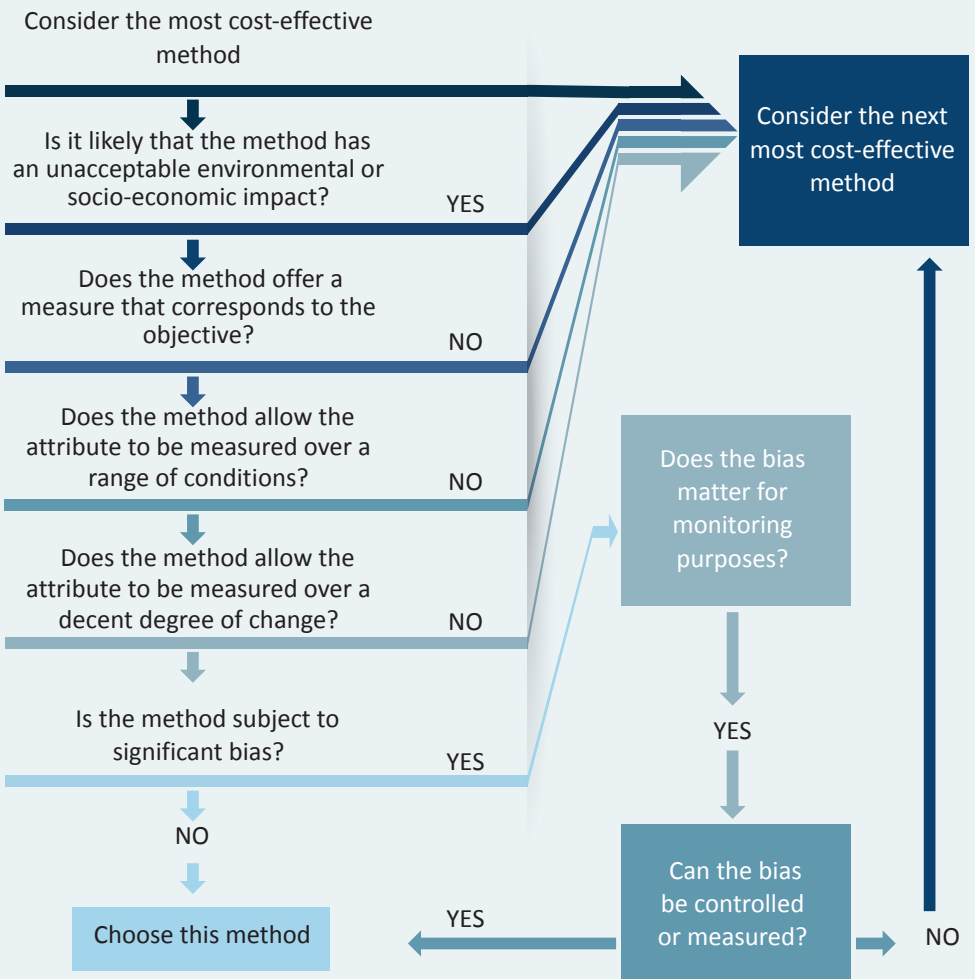 Consider the most cost-effective
method
Is it likely that the method has
an unacceptable environmental or
socio-economic impact?
YES
Does the method offer a
measure that corresponds to the
objective?
NO
Does the method allow the
attribute to be measured over a
range of conditions?
NO
Does the method allow the
attribute to be measured over a
decent degree of change?
NO
Is the method subject to
significant bias?
YES
NO
Choose this method
Consider the next
most cost-effective
method
Does the bias
matter for
monitoring
purposes?
YES
Can the bias
be controlled
or measured?
YES
NO